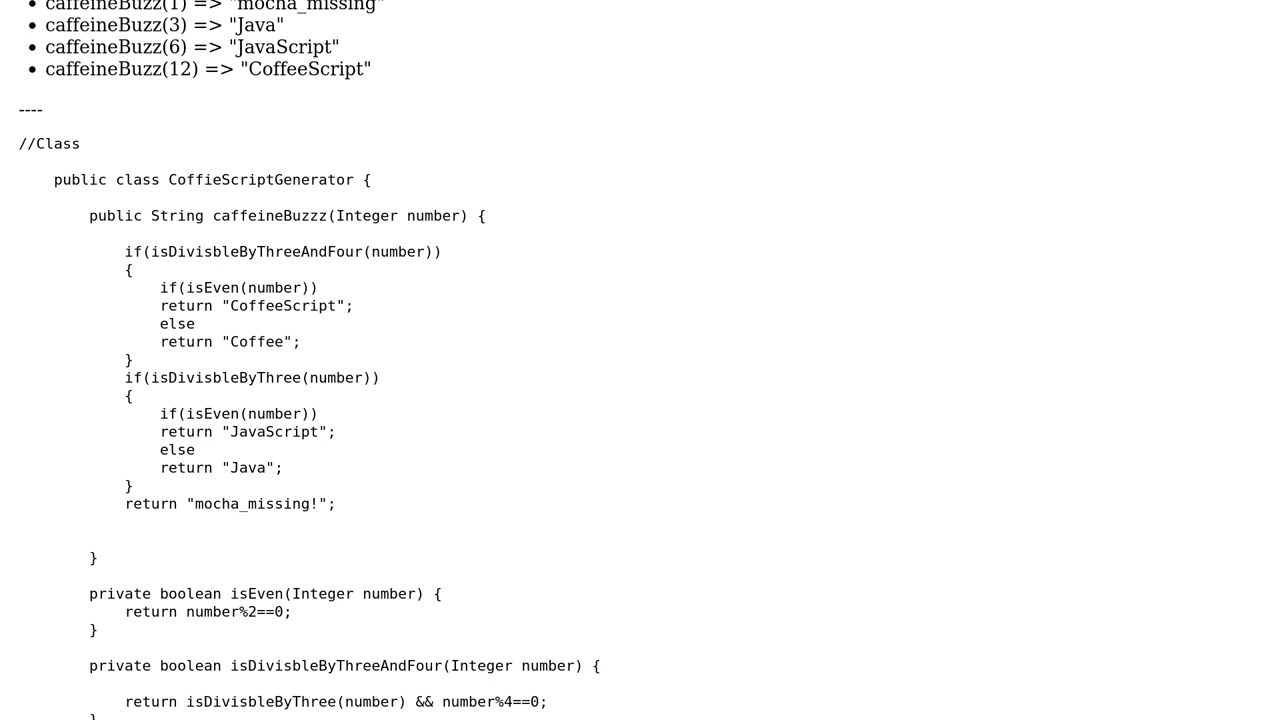 • caffeineBuzz(1) => "mocha_missing"
• caffeineBuzz(3) => "Java"
• caffeineBuzz(6) => "JavaScript"
• caffeineBuzz(12) => "CoffeeScript"
----
//Class
public class CoffieScriptGenerator {
public String caffeineBuzzz(Integer number) {
if(isDivisbleByThreeAndFour(number))
{
if(isEven(number))
return "CoffeeScript";
else
return "Coffee";
}
if(isDivisbleByThree(number))
{
if(isEven(number))
return "JavaScript";
else
return "Java";
}
return "mocha_missing!";
}
private boolean isEven(Integer number) {
return number%2==0;
}
private boolean isDivisbleByThreeAndFour(Integer number) {
return isDivisbleByThree(number) && number%4==0;
}